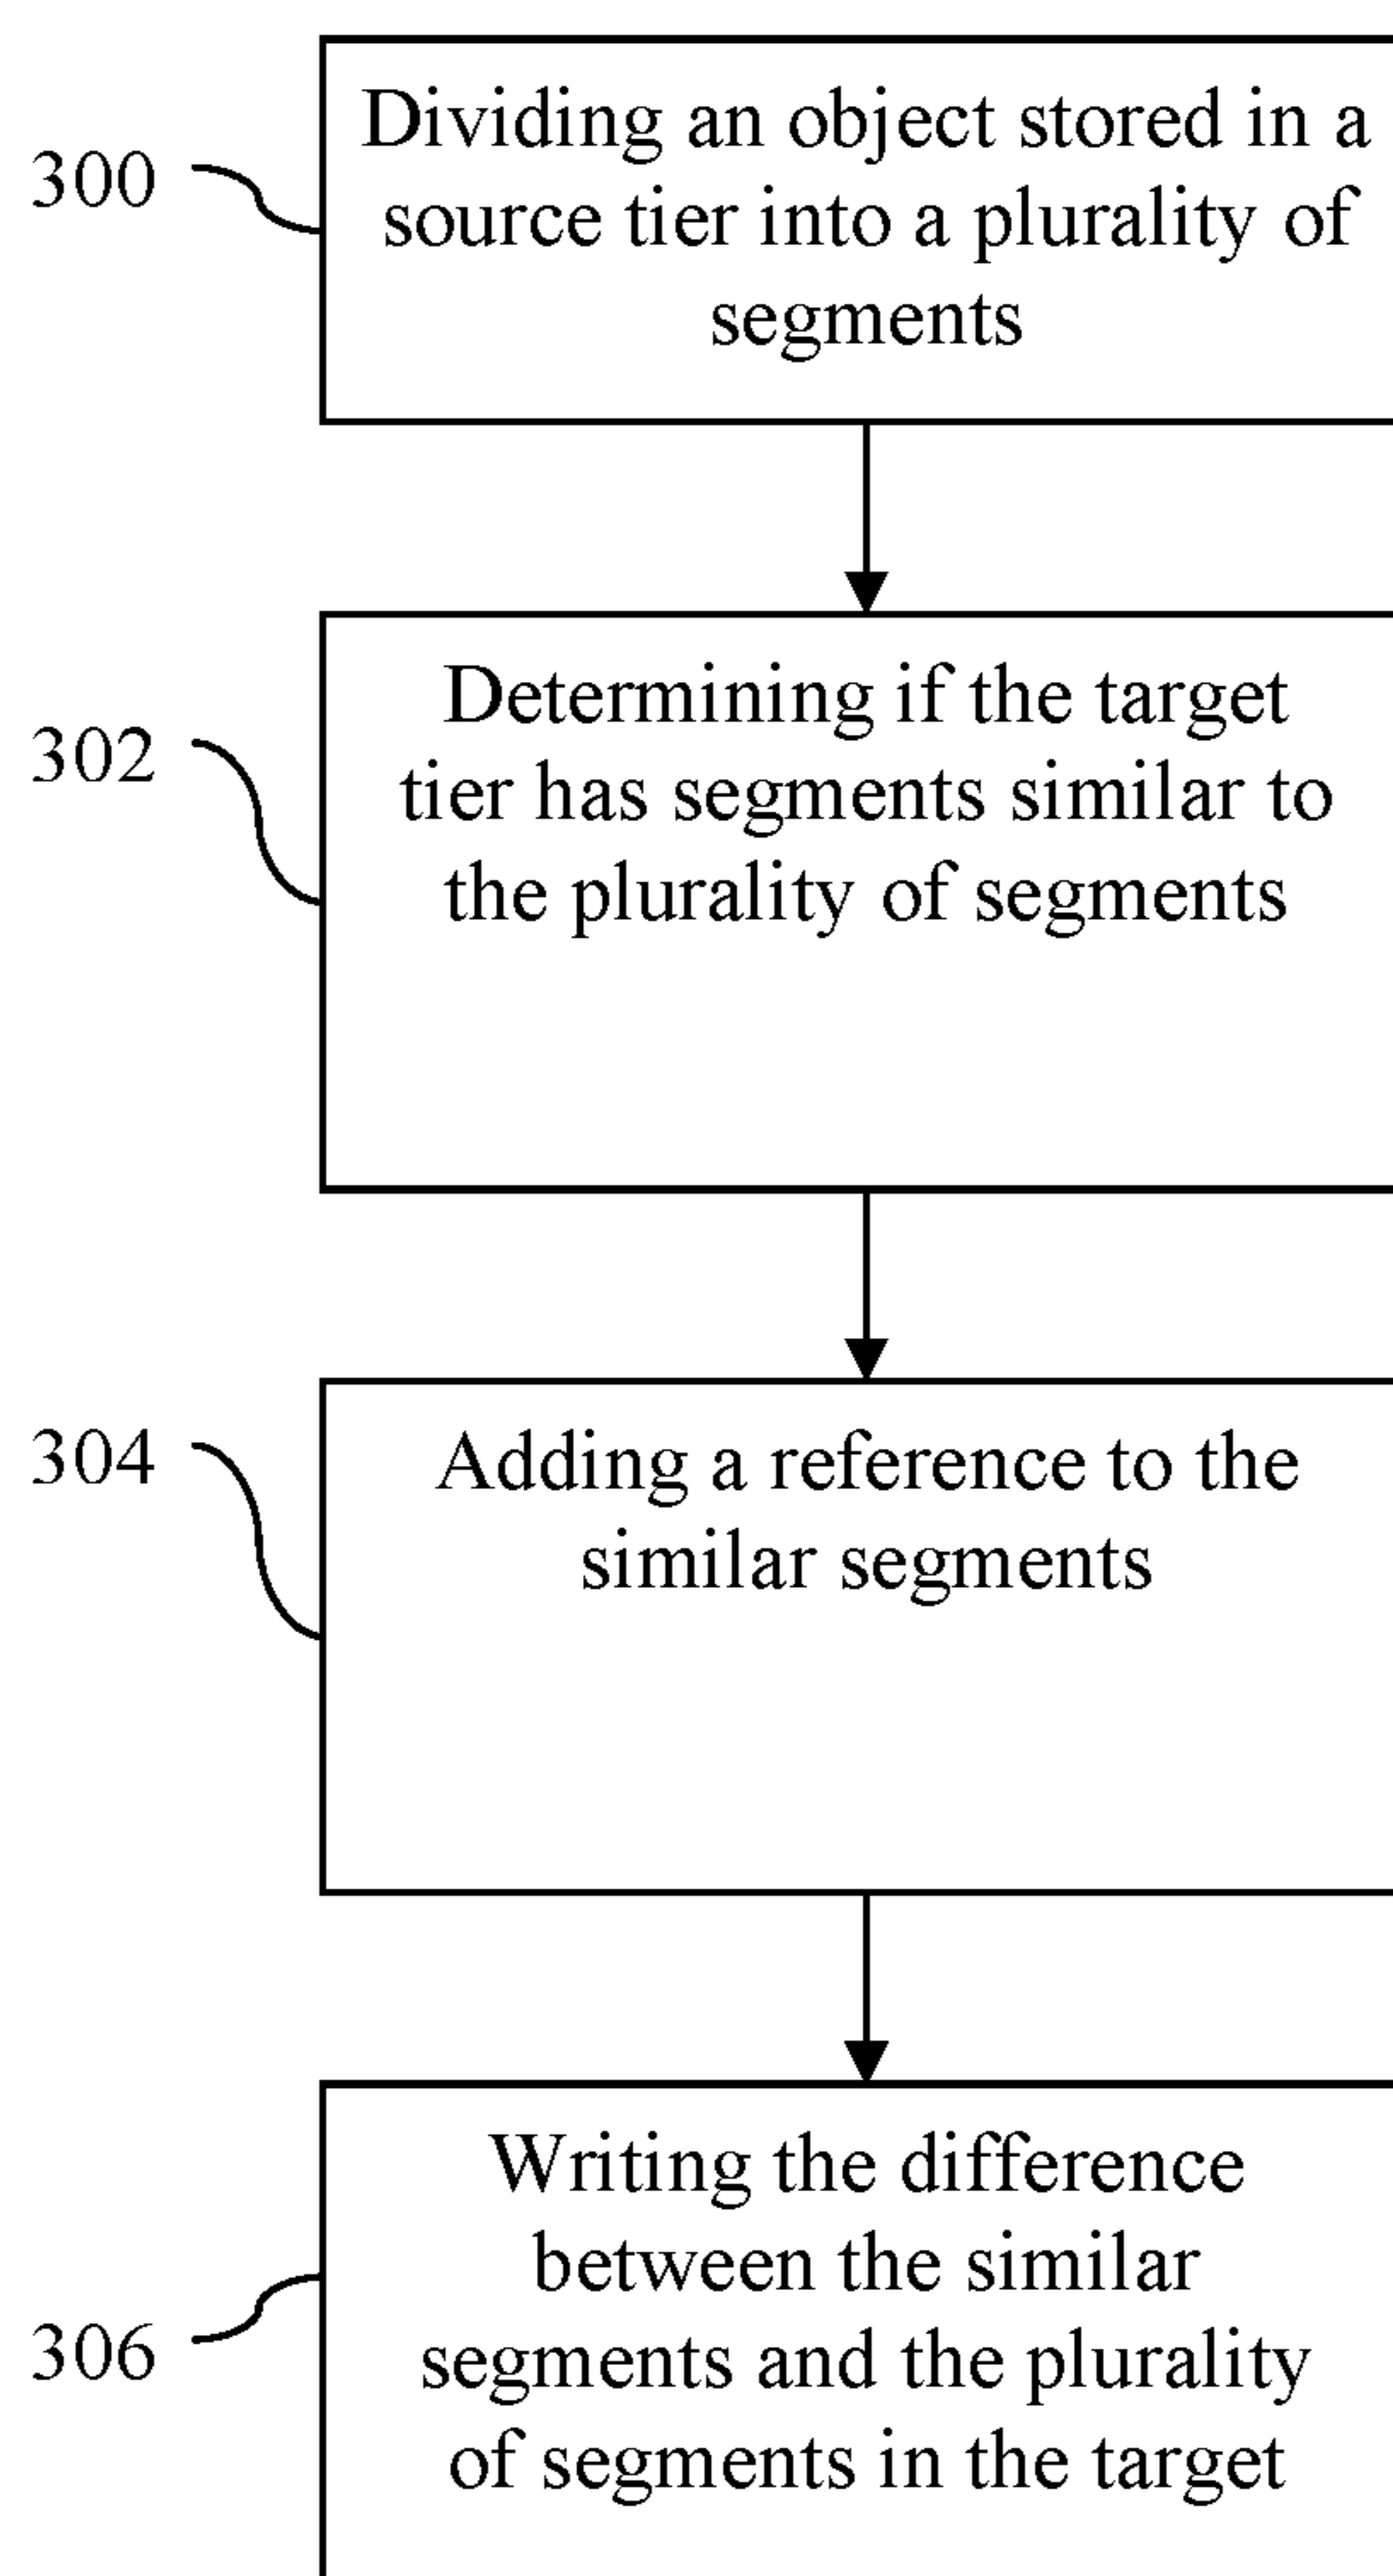 300
Dividing an object stored in a
source tier into a plurality of
segments
302
Determining if the target
tier has segments similar to
the plurality of segments
304
Adding a reference to the
similar segments
306
Writing the difference
between the similar
segments and the plurality
of segments in the target